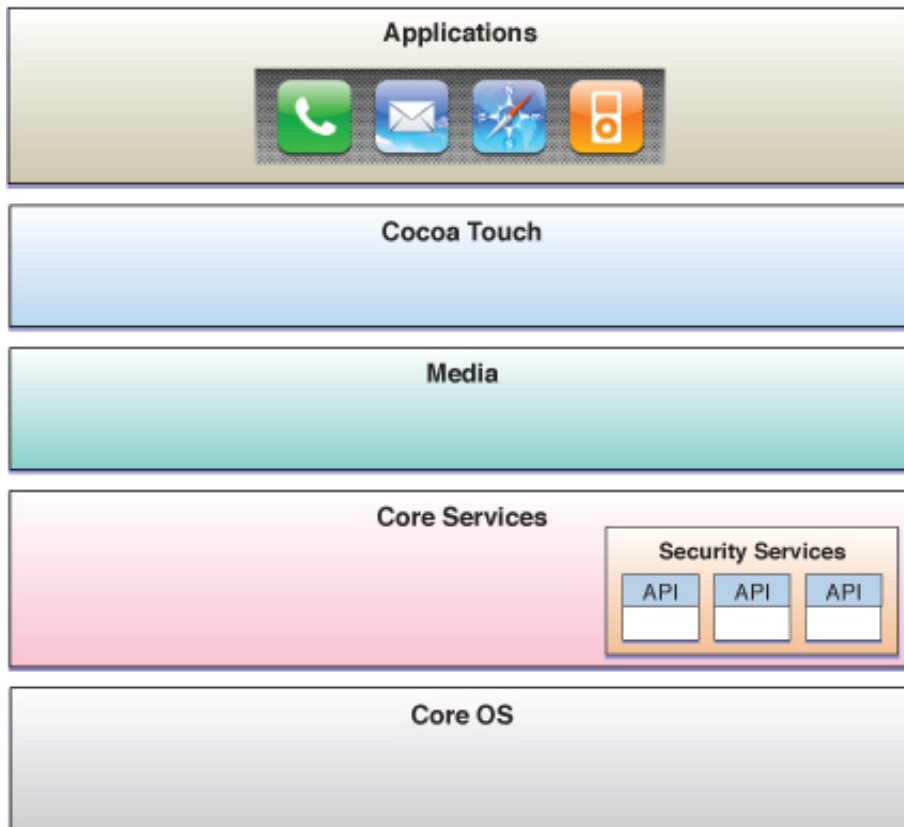 Applications
Cocoa Touch
Media
Core Services
Security Services
API API API
Core OS